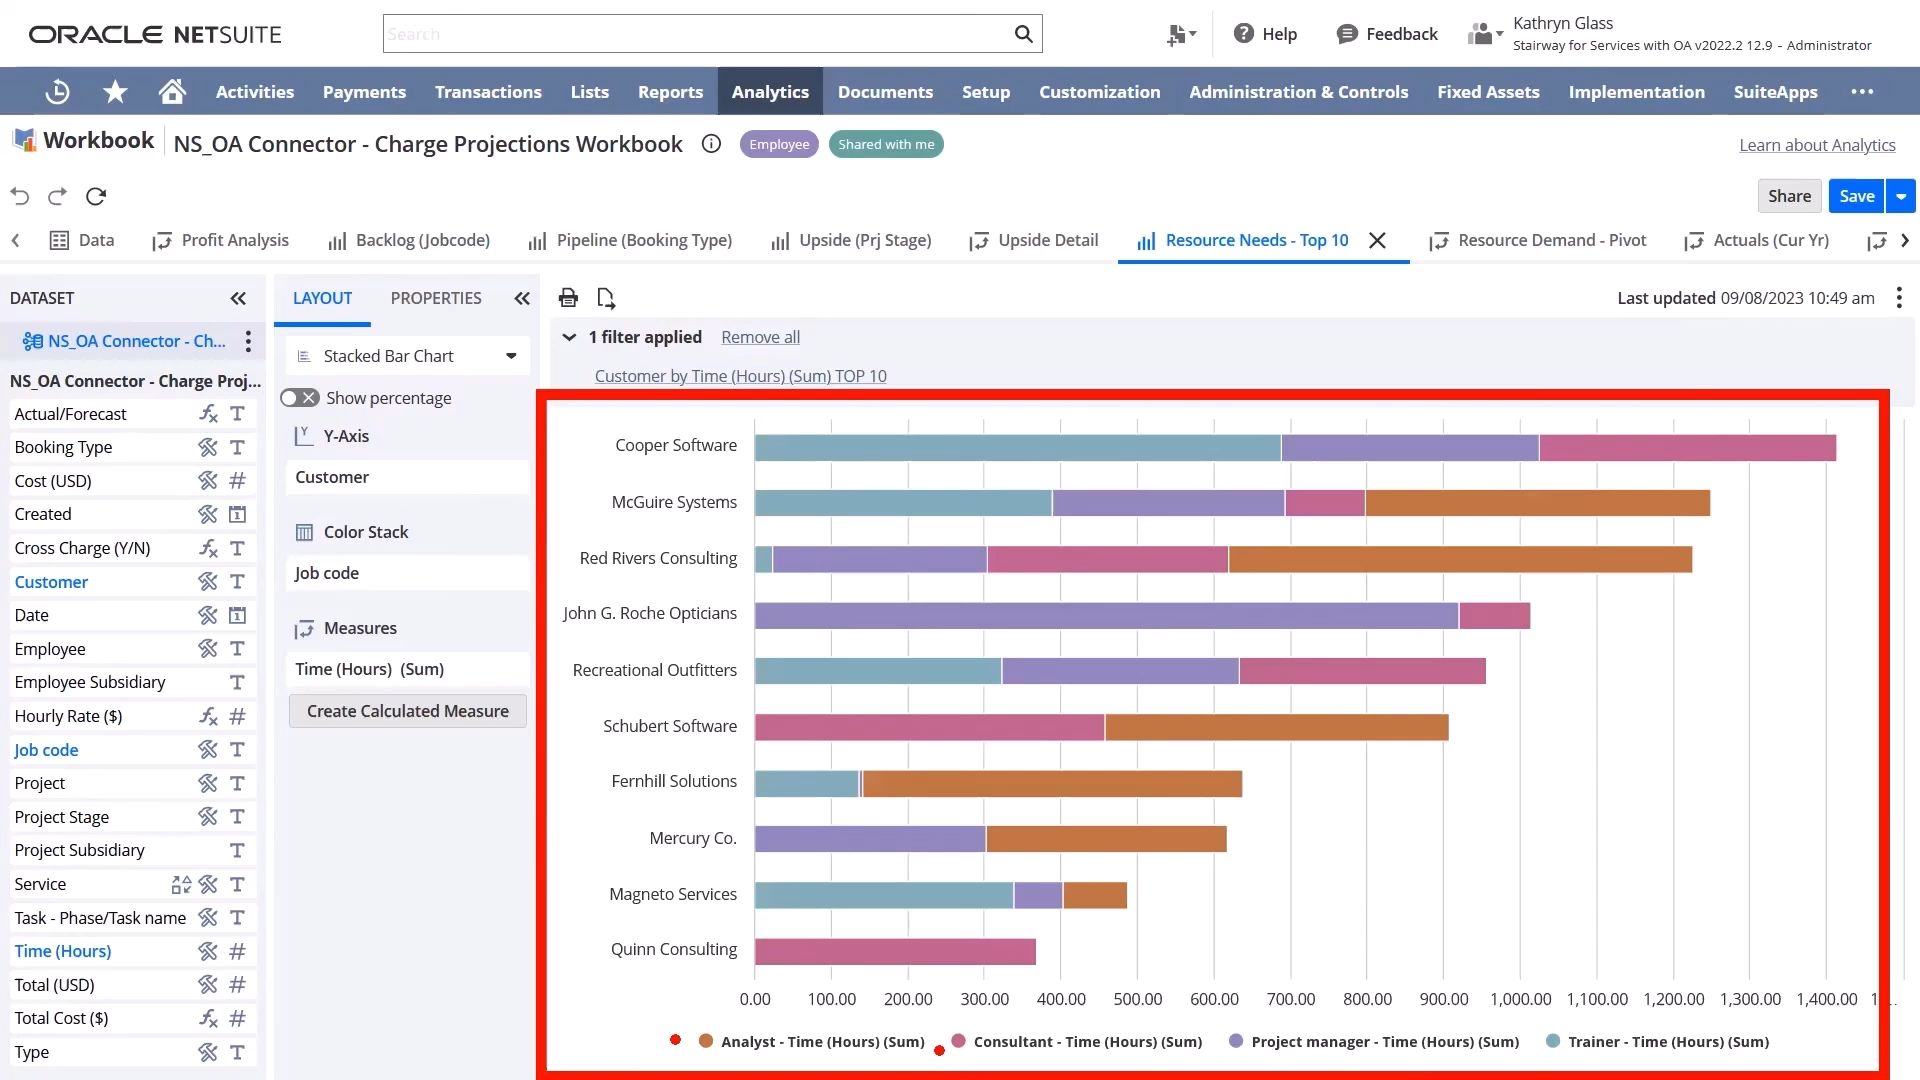 ORACLE NETSUITE
Search
Help
Feedback
Kathryn Glass
Stairway for Services with OA v2022.2 12.9 - Administrator
Activities
Payments
Transactions
Lists
Reports
Analytics
Documents
Setup
Customization
Administration & Controls
Fixed Assets
Implementation
SuiteApps
Workbook
NS_OA Connector - Charge Projections Workbook
Employee
Shared with me
Learn about Analytics
Share
Save
Data
Profit Analysis
Backlog (Jobcode)
Pipeline (Booking Type)
Upside (Prj Stage)
Upside Detail
Resource Needs - Top 10
Resource Demand - Pivot
Actuals (Cur Yr)
DATASET
NS_OA Connector - Ch...
NS_OA Connector - Charge Proj...
Actual/Forecast
Booking Type
Cost (USD)
Created
Cross Charge (Y/N)
Customer
Date
Employee
Employee Subsidiary
Hourly Rate ($)
Job code
Project
Project Stage
Project Subsidiary
Service
Task - Phase/Task name
Time (Hours)
Total (USD)
Total Cost ($)
Type
LAYOUT
PROPERTIES
Stacked Bar Chart
Show percentage
Y-Axis
Customer
Color Stack
Job code
Measures
Time (Hours) (Sum)
Create Calculated Measure
Last updated 09/08/2023 10:49 am
1 filter applied
Remove all
Customer by Time (Hours) (Sum) TOP 10
Cooper Software
McGuire Systems
Red Rivers Consulting
John G. Roche Opticians
Recreational Outfitters
Schubert Software
Fernhill Solutions
Mercury Co.
Magneto Services
Quinn Consulting
0.00 100.00 200.00 300.00 400.00 500.00 600.00 700.00 800.00 900.00 1,000.00 1,100.00 1,200.00 1,300.00 1,400.00
Analyst - Time (Hours) (Sum)
Consultant - Time (Hours) (Sum)
Project manager - Time (Hours) (Sum)
Trainer - Time (Hours) (Sum)